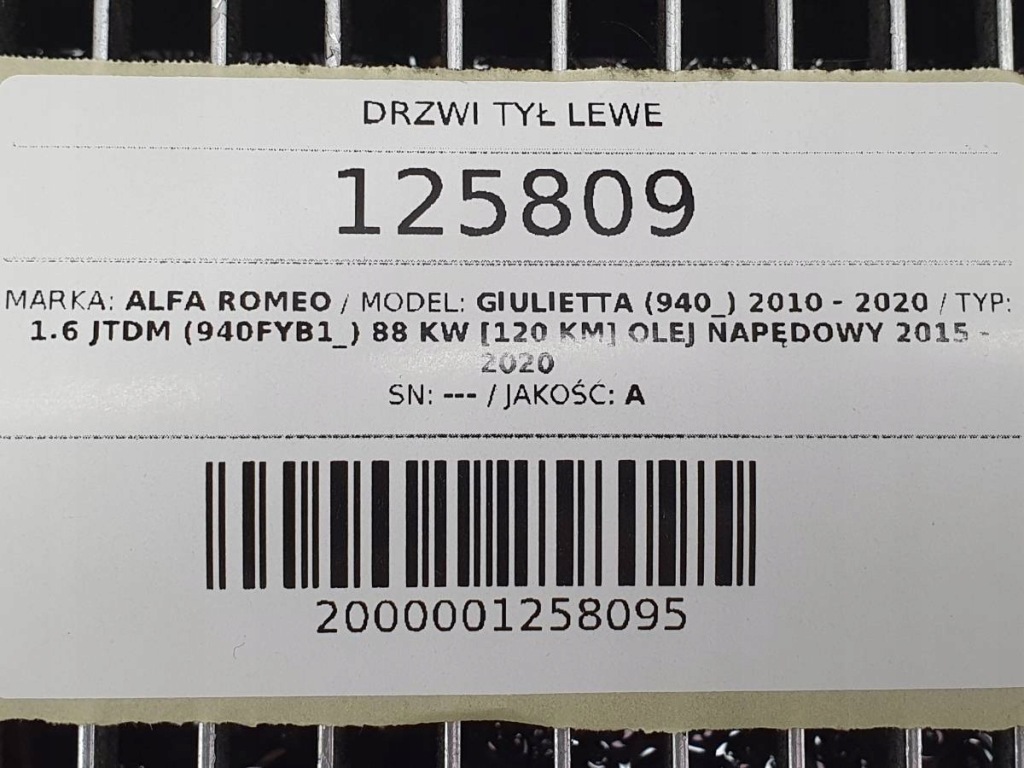 DRZWI TYŁ LEWE
125809
MARKA: ALFA ROMEO / MODEL: GIULIETTA (940_) 2010 - 2020 / TYP:
1.6 JTDM (940FYB1_) 88 KW [120 KM] OLEJ NAPĘDOWY 2015 -
2020
SN: --- / JAKOŚĆ: A
2000001258095